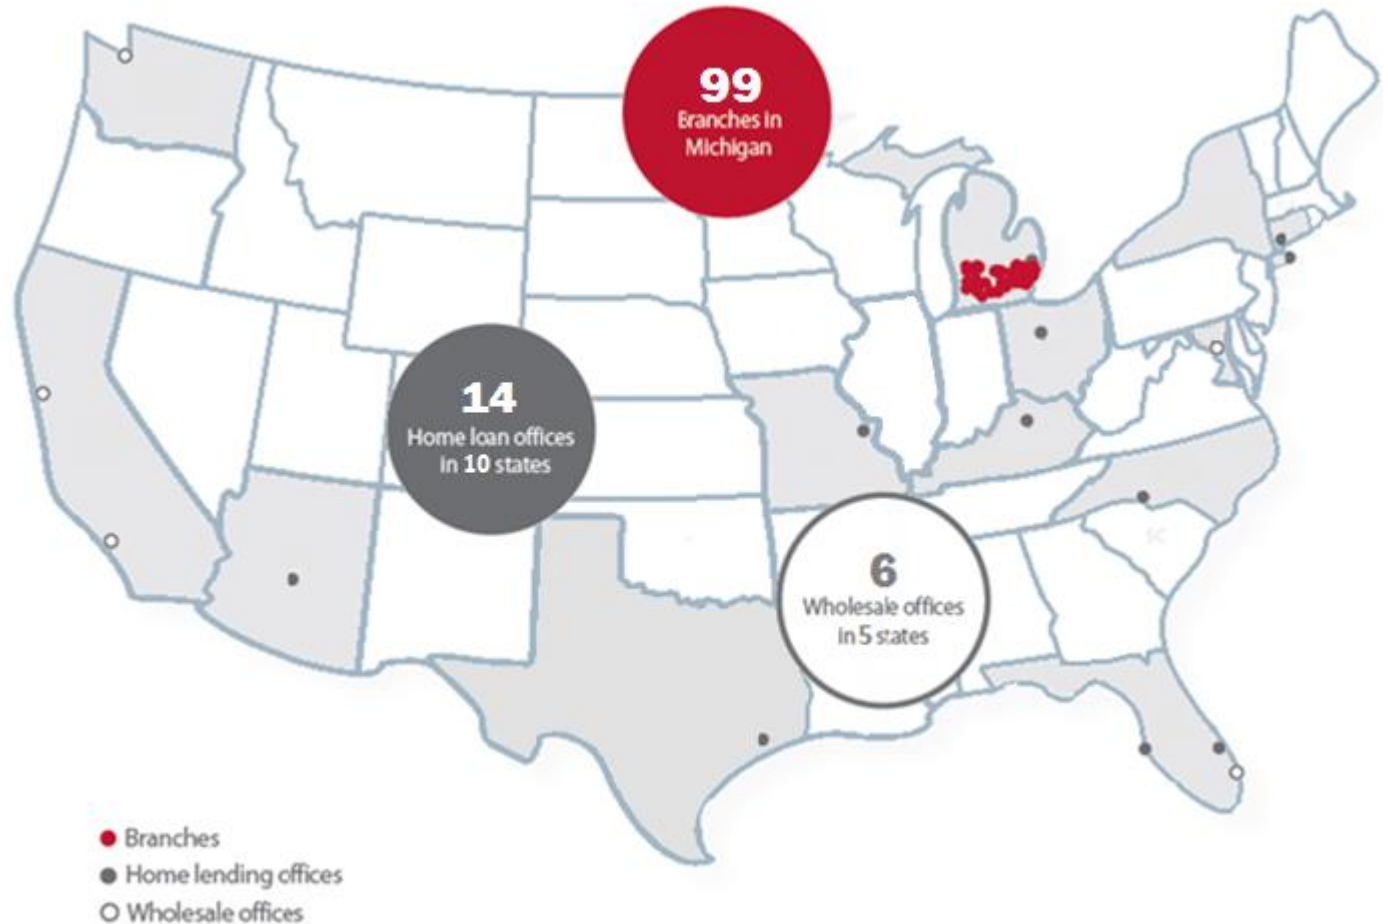 99
Branches in
Michigan
14
Home loan offices
in 10 states
6
Wholesale offices
in 5 states
SC
Branches
Home lending offices
Wholesale offices